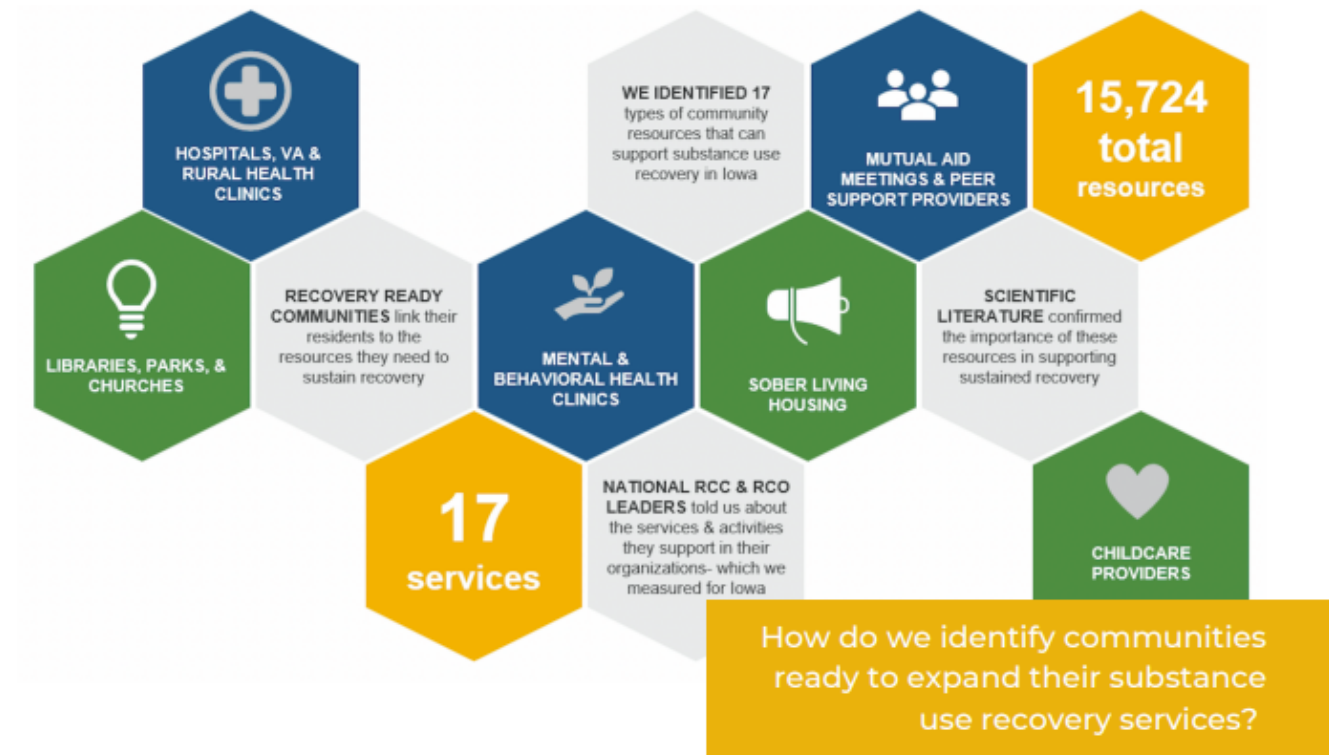 HOSPITALS, VA &
RURAL HEALTH
CLINICS
WE IDENTIFIED 17
types of community
resources that can
support substance use
recovery in Iowa
MUTUAL AID
MEETINGS & PEER
SUPPORT PROVIDERS
15,724
total
resources
LIBRARIES, PARKS, &
CHURCHES
RECOVERY READY
COMMUNITIES link their
residents to the
resources they need to
sustain recovery
MENTAL &
BEHAVIORAL HEALTH
CLINICS
SOBER LIVING
HOUSING
SCIENTIFIC
LITERATURE confirmed
the importance of these
resources in supporting
sustained recovery
17
services
NATIONAL RCC & RCO
LEADERS told us about
the services & activities
they support in their
organizations- which we
measured for Iowa
CHILDCARE
PROVIDERS
How do we identify communities
ready to expand their substance
use recovery services?